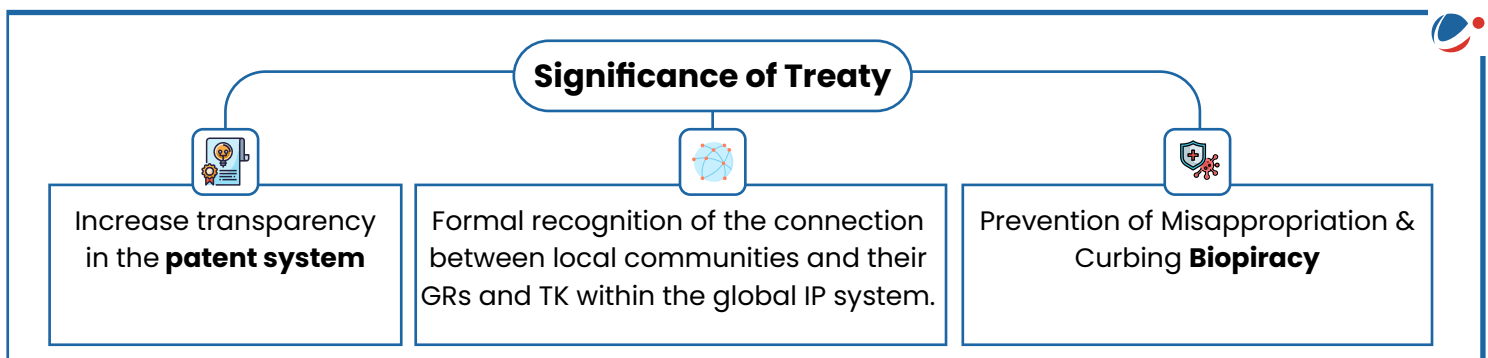 Significance of Treaty
Increase transparency
in the patent system
Formal recognition of the connection
between local communities and their
GRs and TK within the global IP system.
Prevention of Misappropriation &
Curbing Biopiracy